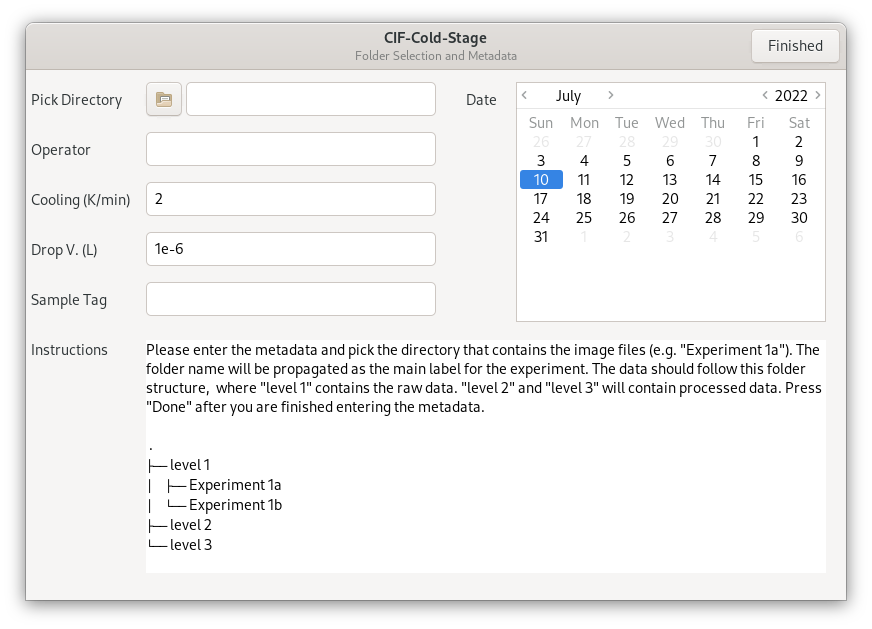 CIF-Cold-Stage
Folder Selection and Metadata
Finished
Pick Directory
Date
July
2022
Sun Mon Tue Wed Thu Fri Sat
26 27 28 29 30 1 2
3 4 5 6 7 8 9
10 11 12 13 14 15 16
17 18 19 20 21 22 23
24 25 26 27 28 29 30
31 1 2 3 4 5 6
Operator
Cooling (K/min)
2
Drop V. (L)
1e-6
Sample Tag
Instructions
Please enter the metadata and pick the directory that contains the image files (e.g. "Experiment 1a"). The
folder name will be propagated as the main label for the experiment. The data should follow this folder
structure,  where "level 1" contains the raw data. "level 2" and "level 3" will contain processed data. Press
"Done" after you are finished entering the metadata.
.
├── level 1
│   ├── Experiment 1a
│   └── Experiment 1b
├── level 2
└── level 3